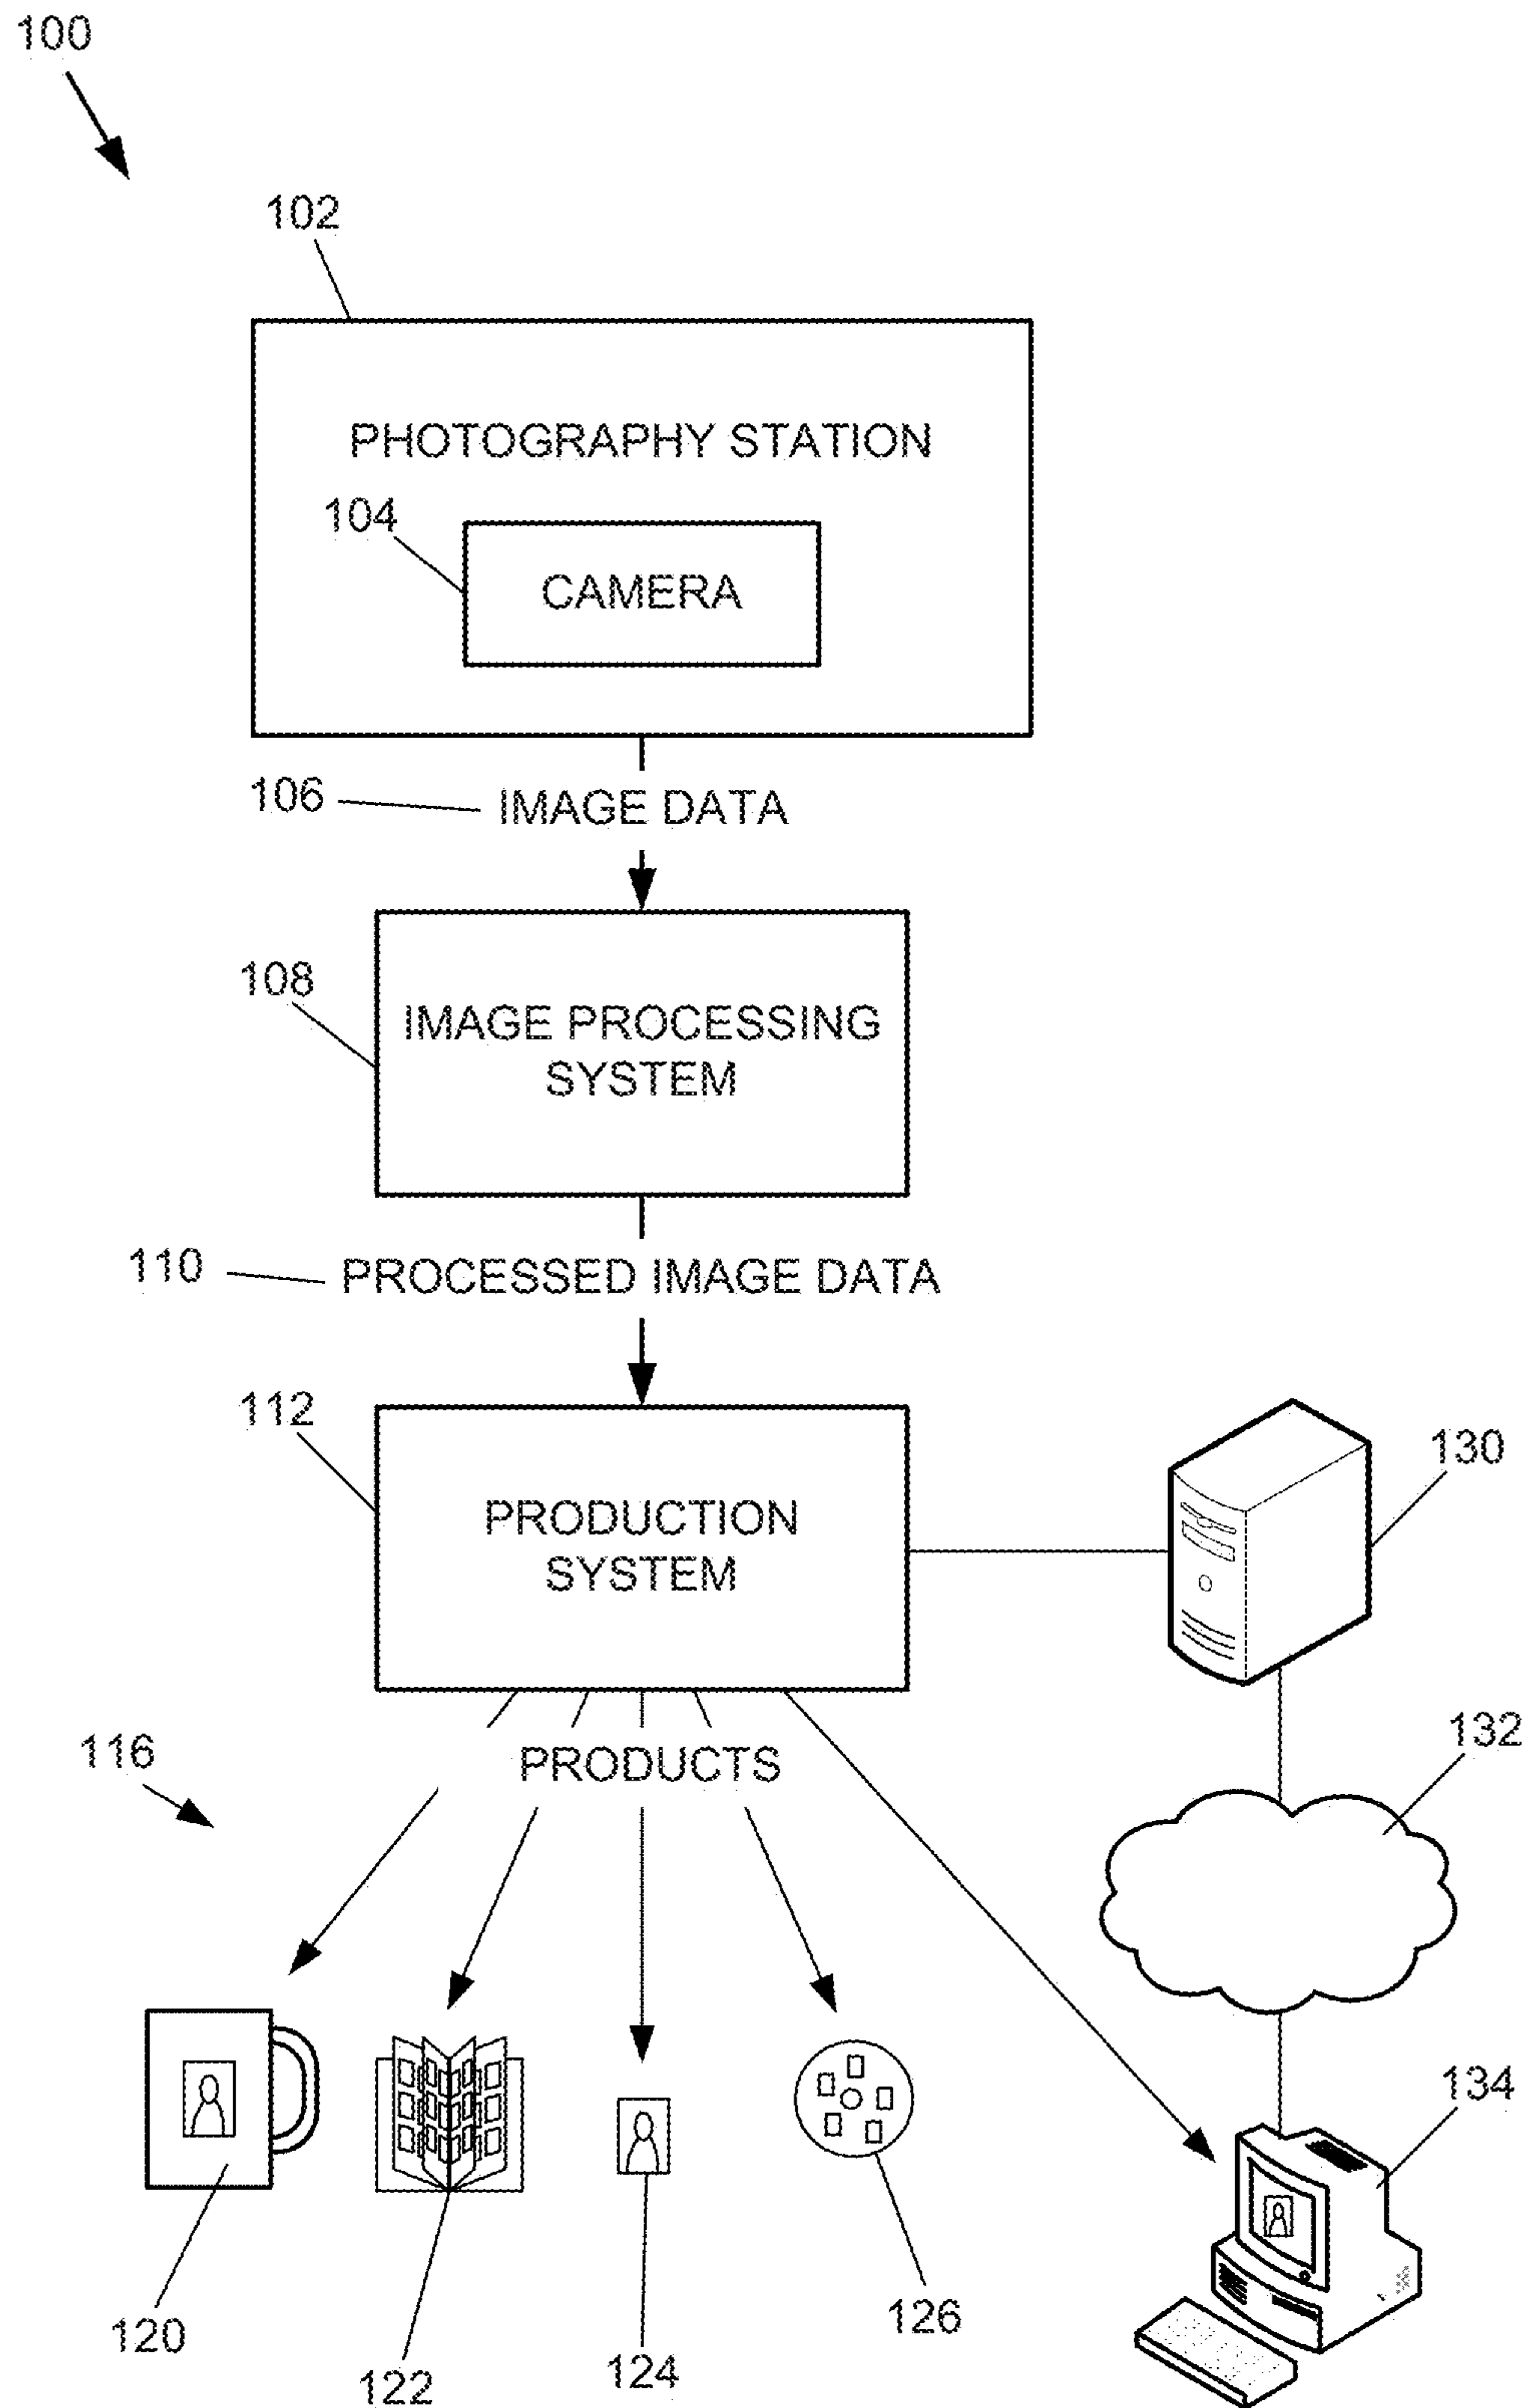 100
102
PHOTOGRAPHY STATION
104
CAMERA
106
IMAGE DATA
108
IMAGE PROCESSING
SYSTEM
110
PROCESSED IMAGE DATA
112
PRODUCTION
SYSTEM
130
116
PRODUCTS
132
134
120
122
124
126